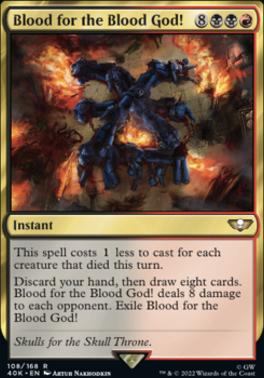 Blood for the Blood God! 8
Instant
This spell costs 1 less to cast for each
creature that died this turn.
Discard your hand, then draw eight cards.
Blood for the Blood God! deals 8 damage
to each opponent. Exile Blood for the
Blood God!
Skulls for the Skull Throne.
108/168 R
40K • EN Artur Nakhodkin
© GW
™ & © 2022 Wizards of the Coast